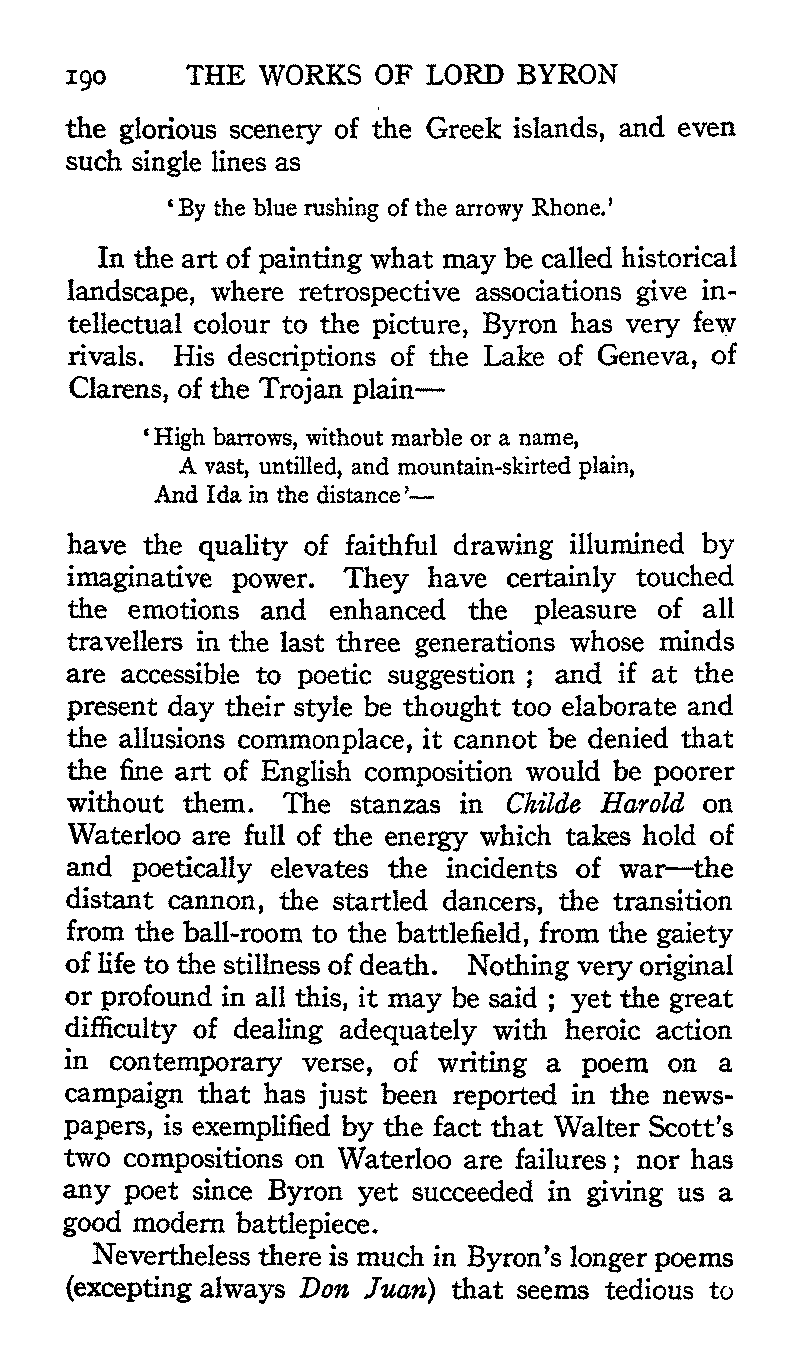 190 THE WORKS OF LORD BYRON
the glorious scenery of the Greek islands, and even
such single lines as
‘By the blue rushing of the arrowy Rhone.’
In the art of painting what may be called historical
landscape, where retrospective associations give in-
tellectual colour to the picture, Byron has very few
rivals. His descriptions of the Lake of Geneva, of
Clarens, of the Trojan plain—
‘High barrows, without marble or a name,
A vast, untilled, and mountain-skirted plain,
And Ida in the distance’—
have the quality of faithful drawing illumined by
imaginative power. They have certainly touched
the emotions and enhanced the pleasure of all
travellers in the last three generations whose minds
are accessible to poetic suggestion ; and if at the
present day their style be thought too elaborate and
the allusions commonplace, it cannot be denied that
the fine art of English composition would be poorer
without them. The stanzas in Childe Harold on
Waterloo are full of the energy which takes hold of
and poetically elevates the incidents of war—the
distant cannon, the startled dancers, the transition
from the ball-room to the battlefield, from the gaiety
of life to the stillness of death. Nothing very original
or profound in all this, it may be said ; yet the great
difficulty of dealing adequately with heroic action
in contemporary verse, of writing a poem on a
campaign that has just been reported in the news-
papers, is exemplified by the fact that Walter Scott’s
two compositions on Waterloo are failures ; nor has
any poet since Byron yet succeeded in giving us a
good modern battlepiece.
Nevertheless there is much in Byron’s longer poems
(excepting always Don Juan) that seems tedious to